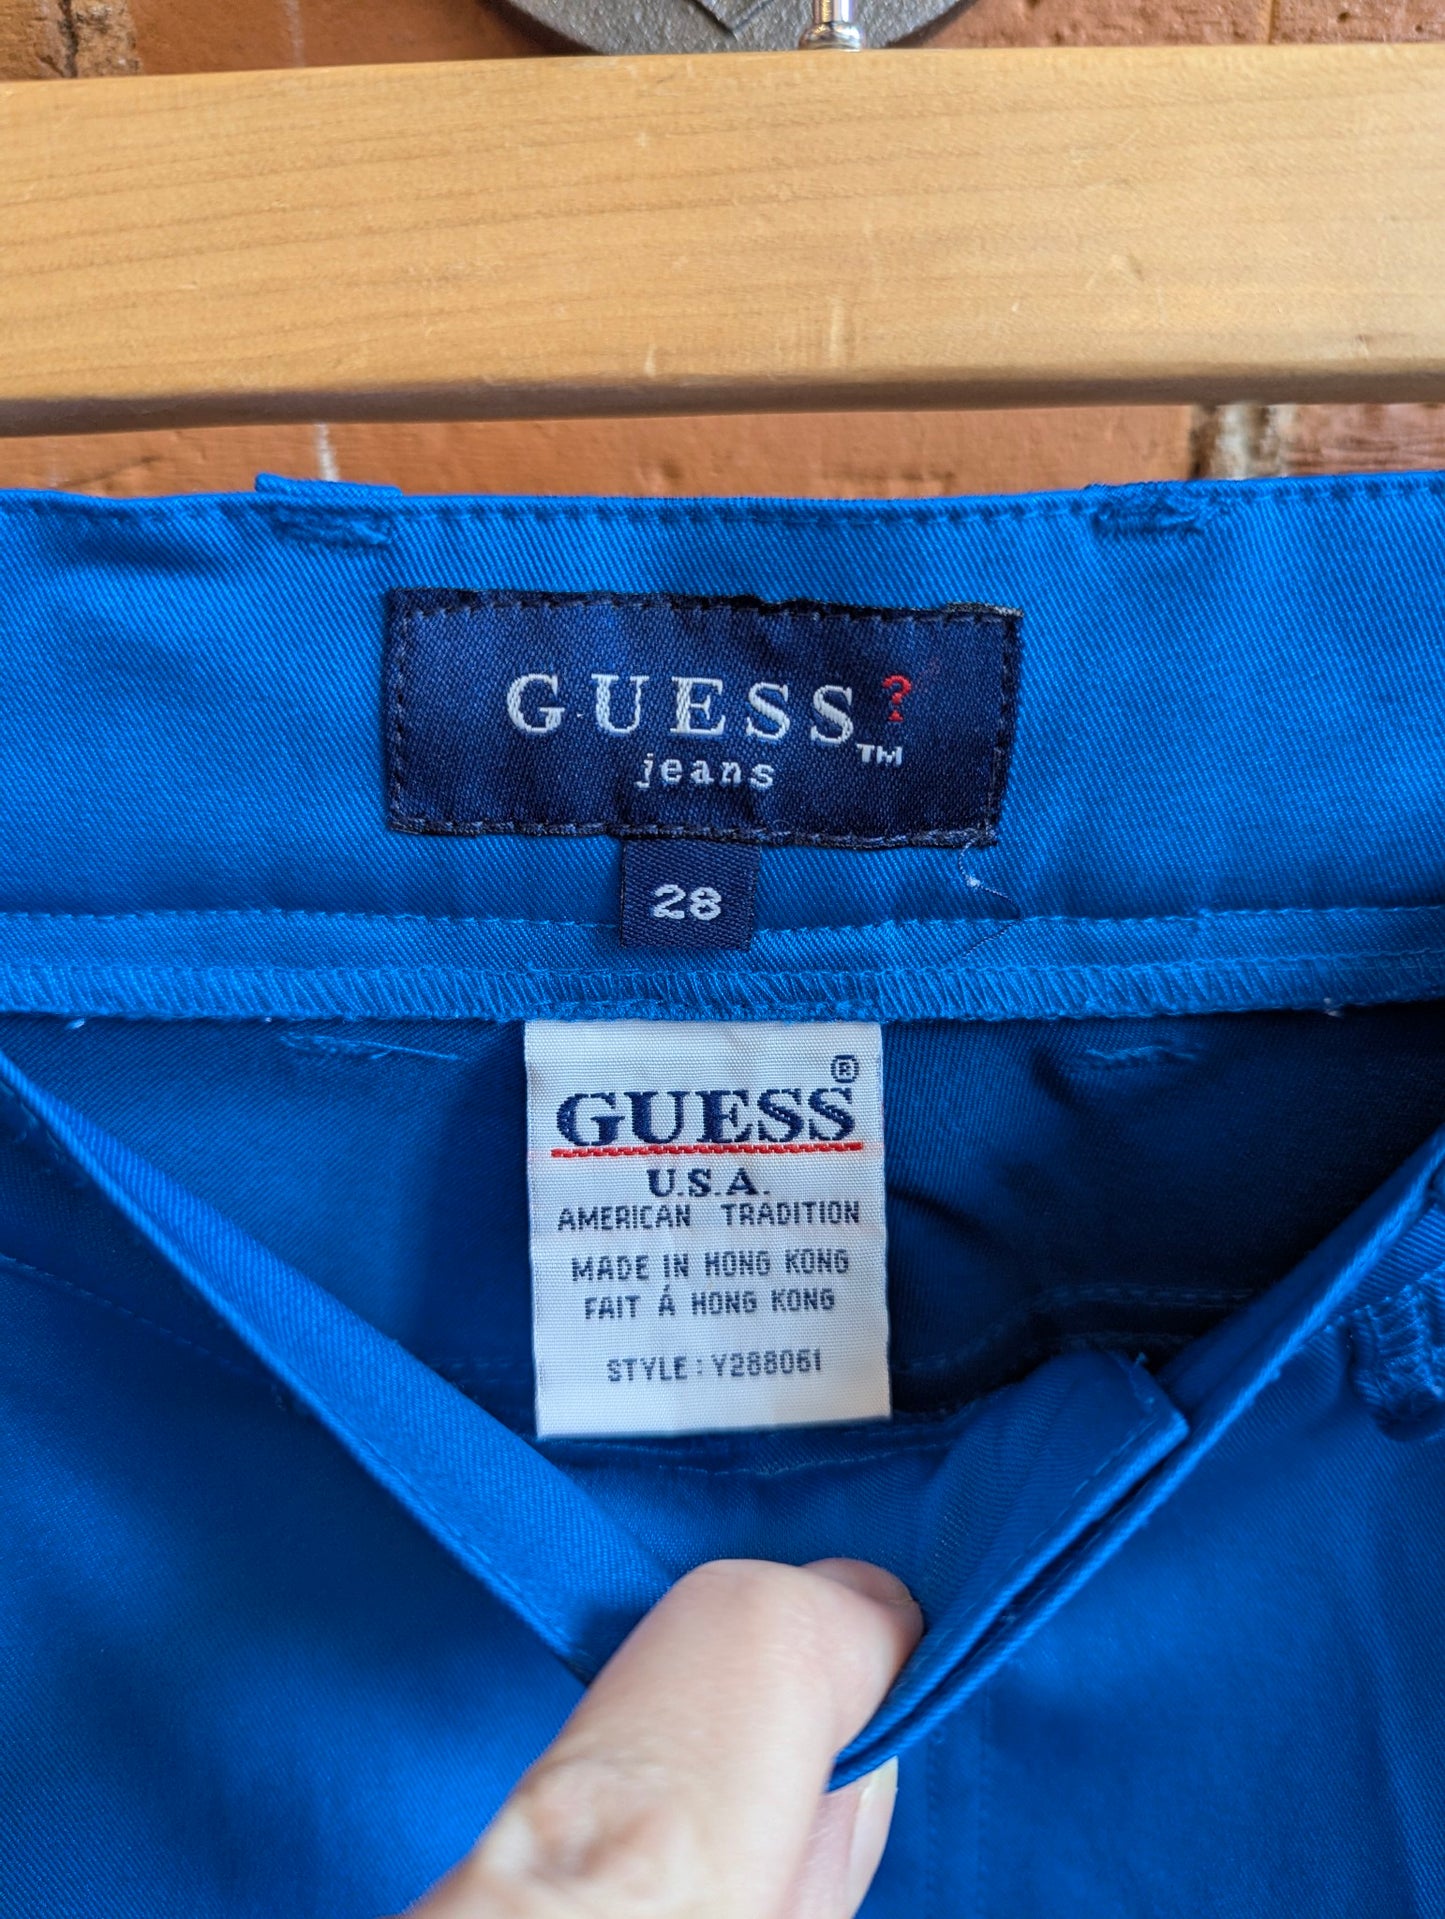 GUESS?™
jeans
28
GUESS®
U.S.A.
AMERICAN TRADITION
MADE IN HONG KONG
FAIT Á HONG KONG
STYLE: Y288061